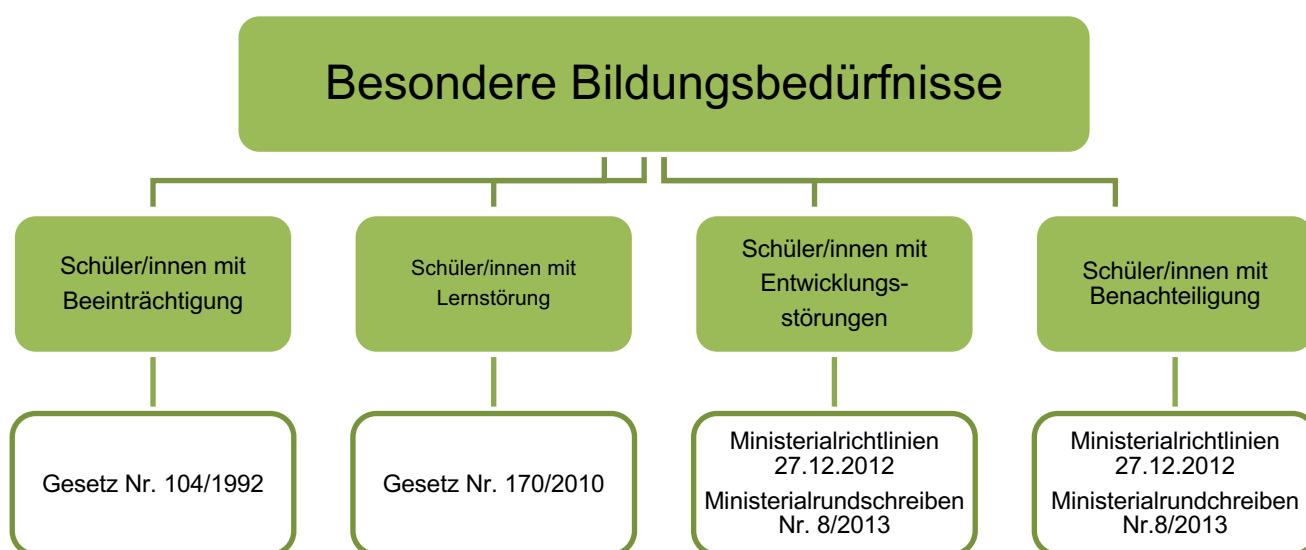 Besondere Bildungsbedürfnisse
Schüler/innen mit
Beeinträchtigung
Schüler/innen mit
Lernstörung
Schüler/innen mit
Entwicklungs-
störungen
Schüler/innen mit
Benachteiligung
Gesetz Nr. 104/1992
Gesetz Nr. 170/2010
Ministerialrichtlinien
27.12.2012
Ministerialrundschreiben
Nr. 8/2013
Ministerialrichtlinien
27.12.2012
Ministerialrundchreiben
Nr.8/2013